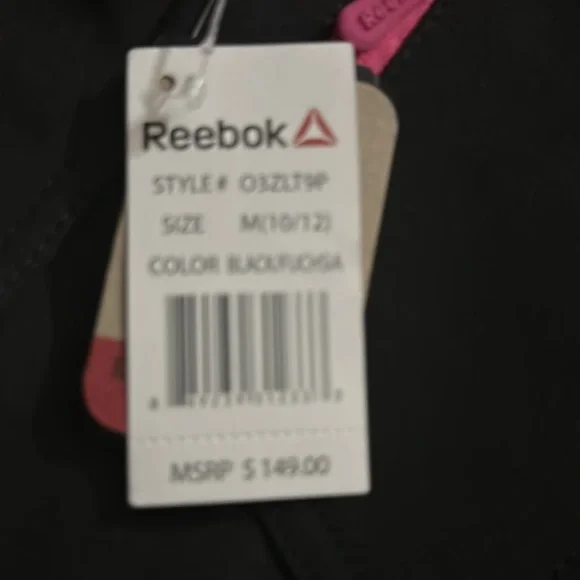 Reebok
STYLE# O3ZLT9P
SIZE M(10/12)
COLOR BLACK/FUCHSIA
MSRP $ 149.00